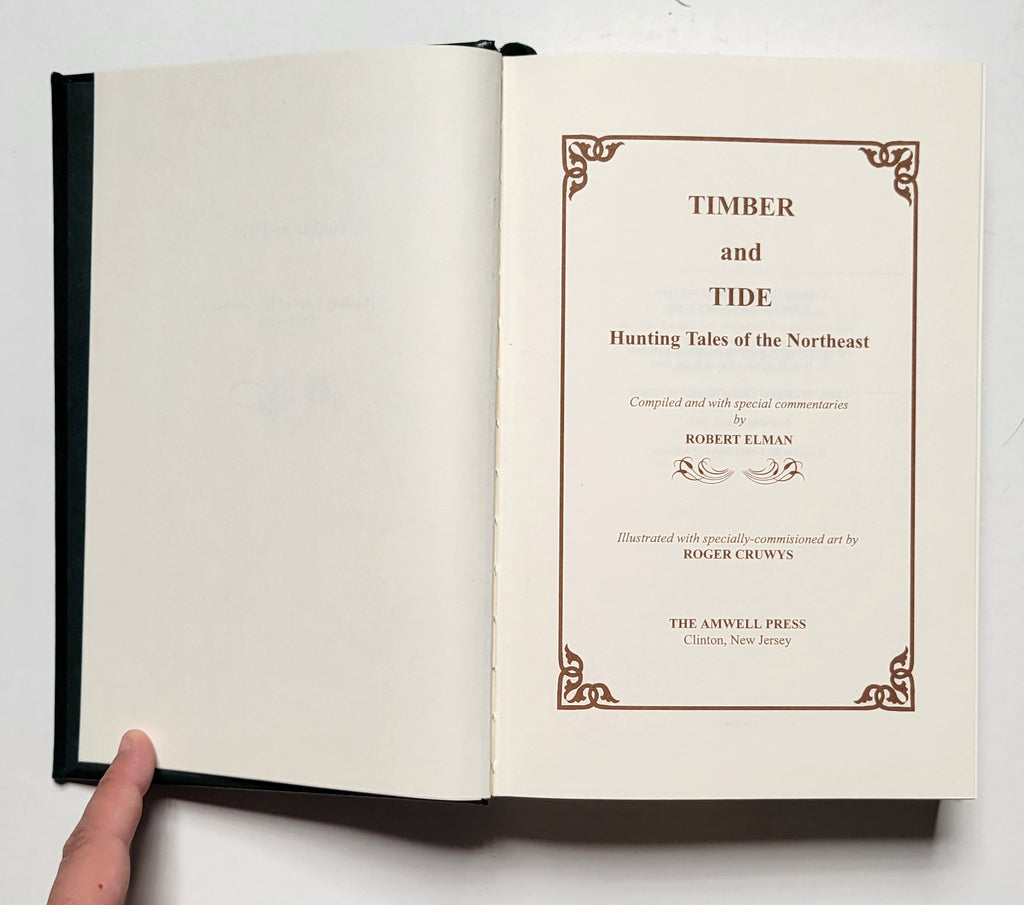 TIMBER
and
TIDE
Hunting Tales of the Northeast
Compiled and with special commentaries
by
ROBERT ELMAN
Illustrated with specially-commisioned art by
ROGER CRUWYS
THE AMWELL PRESS
Clinton, New Jersey